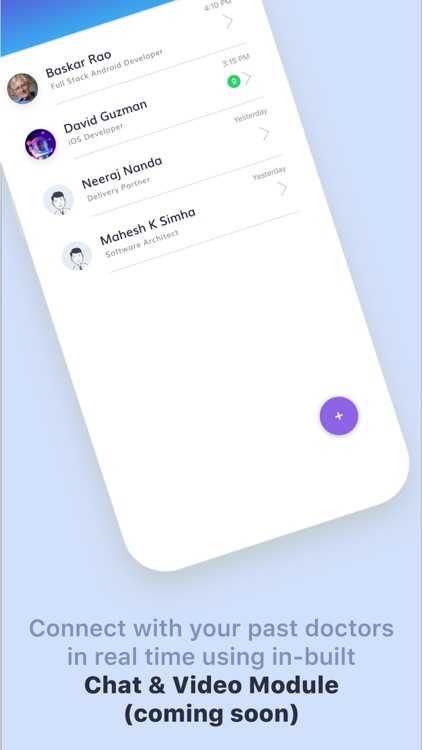 4:10 PM
Baskar Rao
Full Stack Android Developer
3:15 PM
David Guzman
9
iOS Developer
Yesterday
Neeraj Nanda
Delivery Partner
Yesterday
Mahesh K Simha
Software Architect
+
Connect with your past doctors
in real time using in-built
Chat & Video Module
(coming soon)